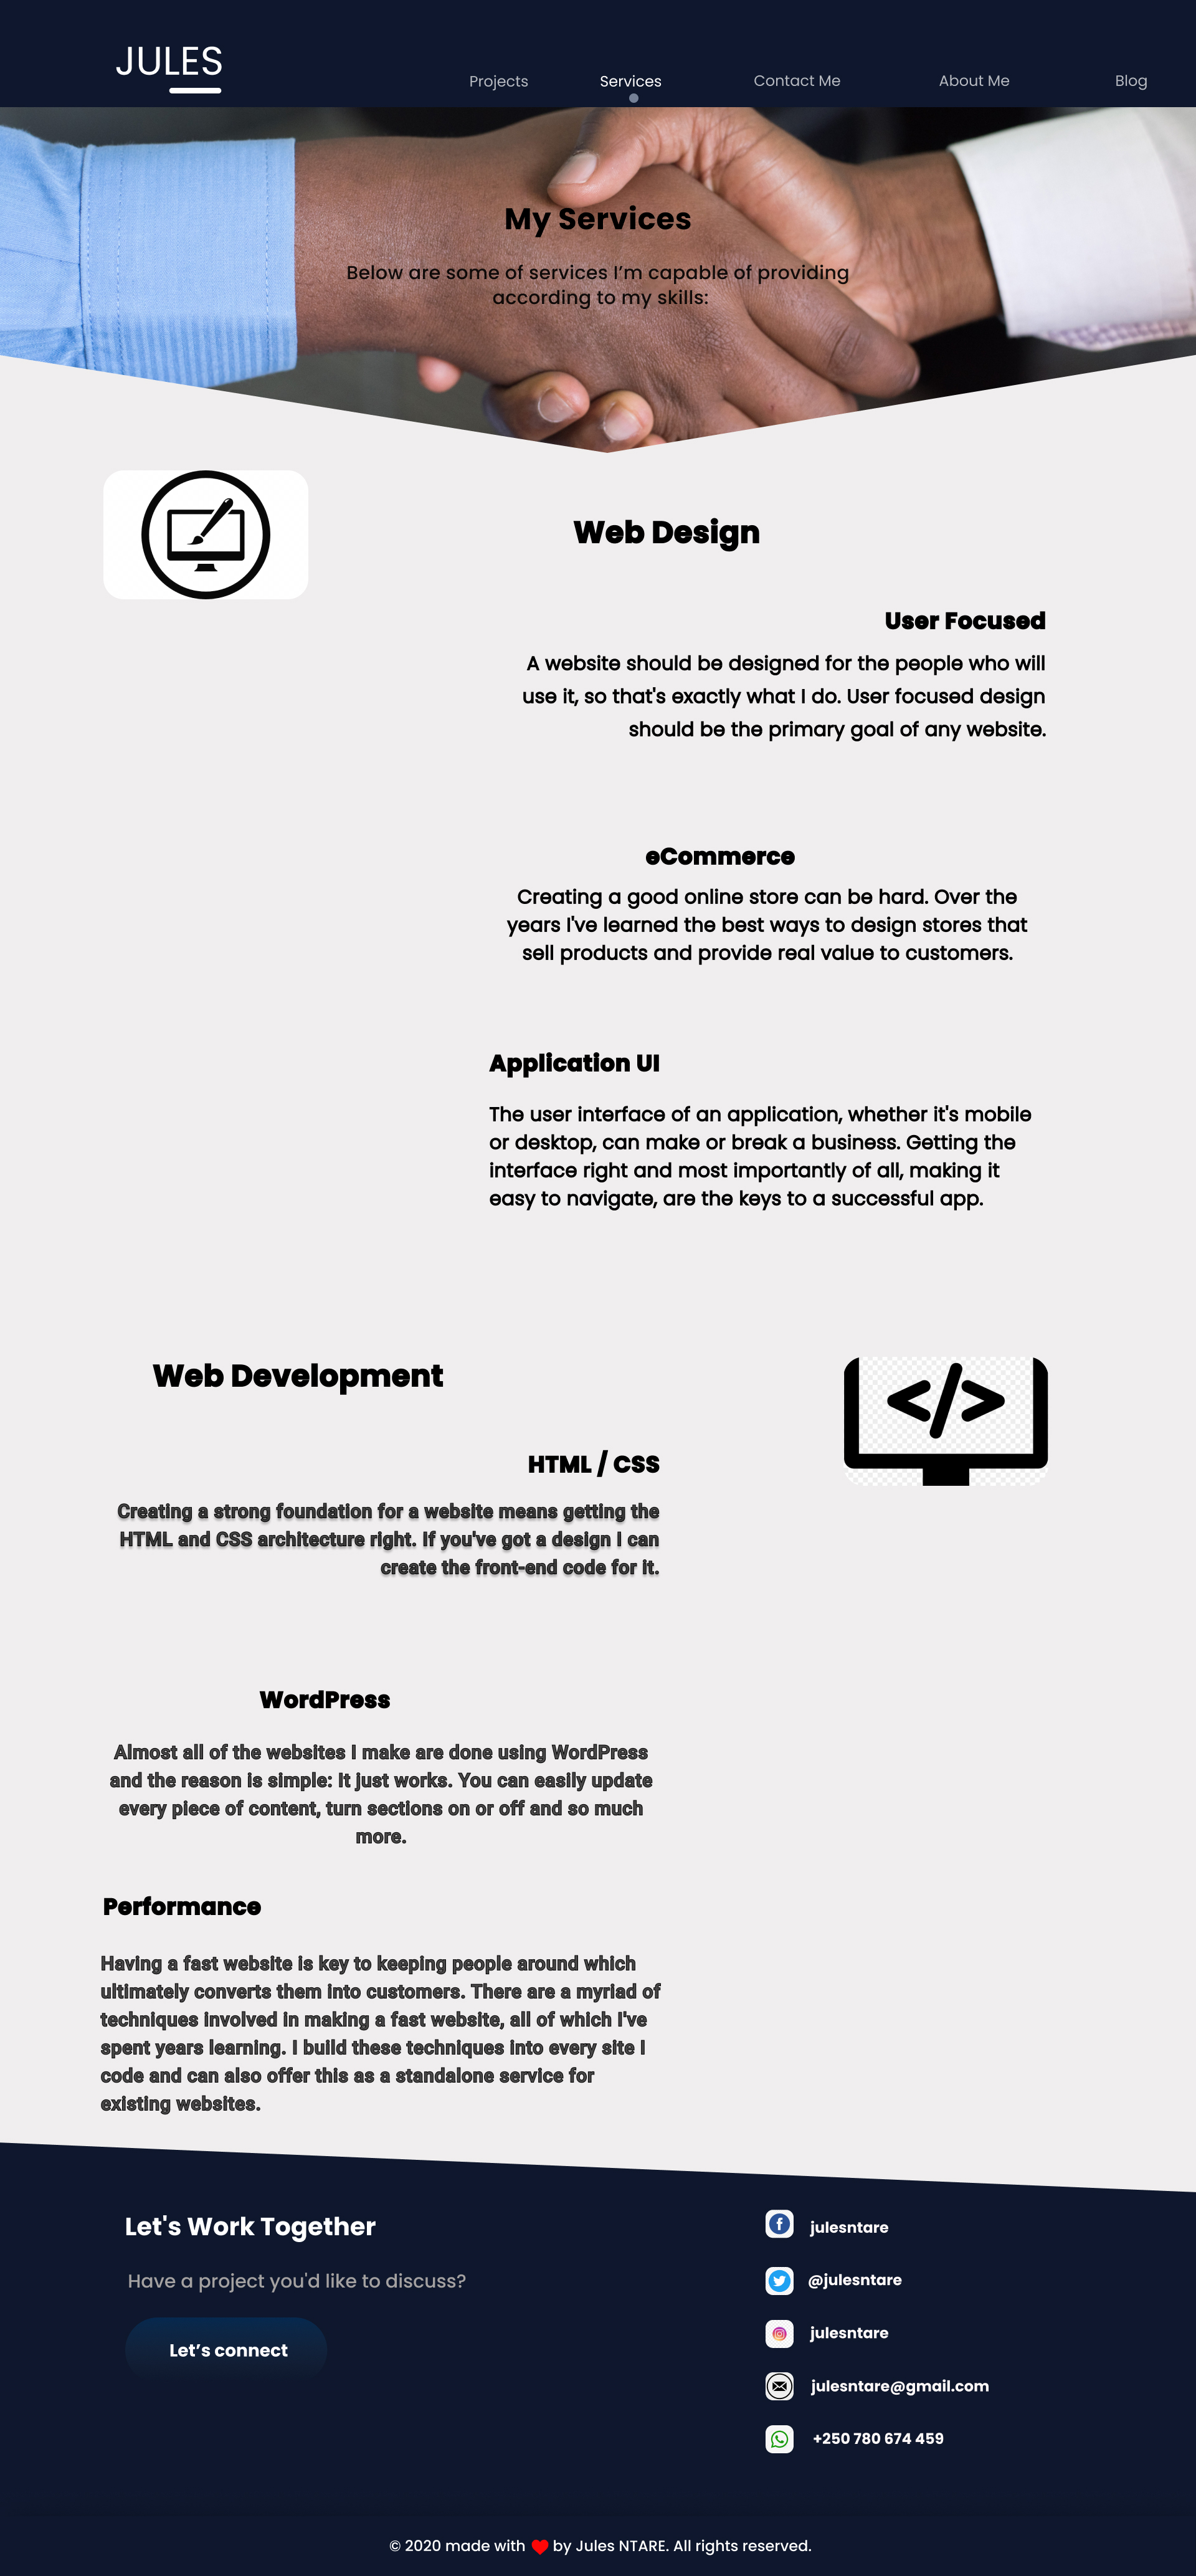 JULES
Projects
Services
Contact Me
About Me
Blog
My Services
Below are some of services I’m capable of providing
according to my skills:
Web Design
User Focused
A website should be designed for the people who will
use it, so that's exactly what I do. User focused design
should be the primary goal of any website.
eCommerce
Creating a good online store can be hard. Over the
years I've learned the best ways to design stores that
sell products and provide real value to customers.
Application UI
The user interface of an application, whether it's mobile
or desktop, can make or break a business. Getting the
interface right and most importantly of all, making it
easy to navigate, are the keys to a successful app.
Web Development
</>
HTML / CSS
Creating a strong foundation for a website means getting the
HTML and CSS architecture right. If you've got a design I can
create the front-end code for it.
WordPress
Almost all of the websites I make are done using WordPress
and the reason is simple: It just works. You can easily update
every piece of content, turn sections on or off and so much
more.
Performance
Having a fast website is key to keeping people around which
ultimately converts them into customers. There are a myriad of
techniques involved in making a fast website, all of which I've
spent years learning. I build these techniques into every site I
code and can also offer this as a standalone service for
existing websites.
Let's Work Together
Have a project you'd like to discuss?
Let’s connect
julesntare
@julesntare
julesntare
julesntare@gmail.com
+250 780 674 459
© 2020 made with ❤ by Jules NTARE. All rights reserved.